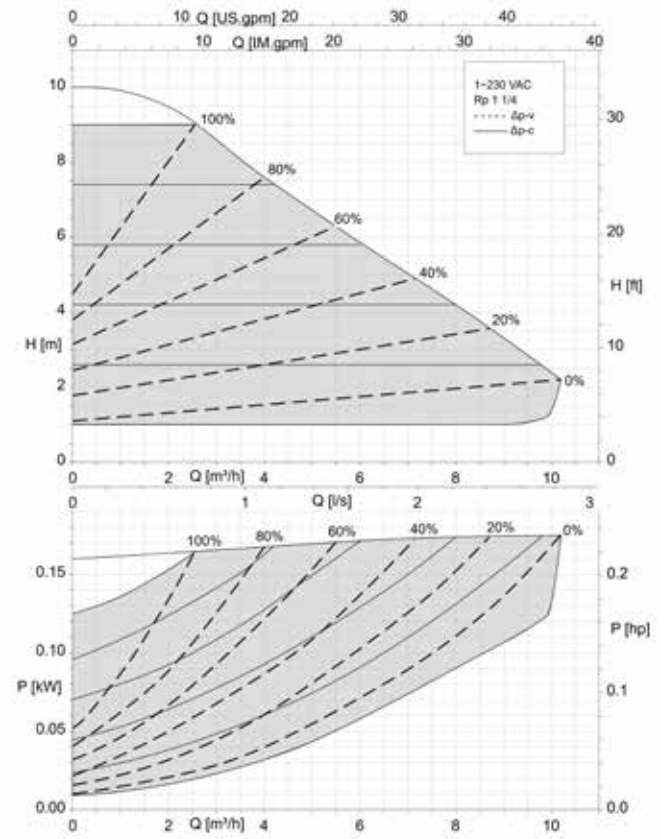 0 10 Q [US.gpm] 20 30 40
0 Q [IM.gpm] 10 20 30 40
1~230 VAC
Rp 1 1/4
Δp-v
Δp-c
10
8
6
4
H [m]
2
0
100%
80%
60%
40%
20%
0%
30
20
H [ft]
10
0
2 Q [m³/h] 4 6 8 10
0 1 Q [l/s] 2 3
100% 80% 60% 40% 20% 0%
0.15
0.10
P [kW]
0.05
0.00
0.2
P [hp]
0.1
0.0
0 2 Q [m³/h] 4 6 8 10